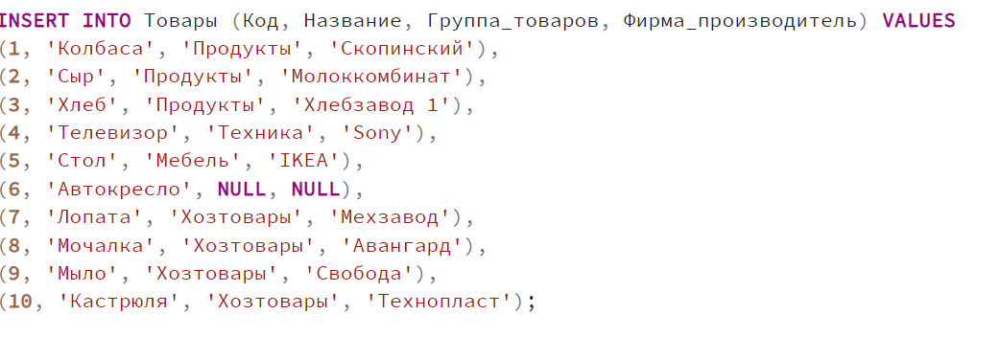 INSERT INTO Товары (Код, Название, Группа_товаров, Фирма_производитель) VALUES
(1, 'Колбаса', 'Продукты', 'Скопинский'),
(2, 'Сыр', 'Продукты', 'Молоккомбинат'),
(3, 'Хлеб', 'Продукты', 'Хлебзавод 1'),
(4, 'Телевизор', 'Техника', 'Sony'),
(5, 'Стол', 'Мебель', 'IKEA'),
(6, 'Автокресло', NULL, NULL),
(7, 'Лопата', 'Хозтовары', 'Мехзавод'),
(8, 'Мочалка', 'Хозтовары', 'Авангард'),
(9, 'Мыло', 'Хозтовары', 'Свобода'),
(10, 'Кастрюля', 'Хозтовары', 'Технопласт');